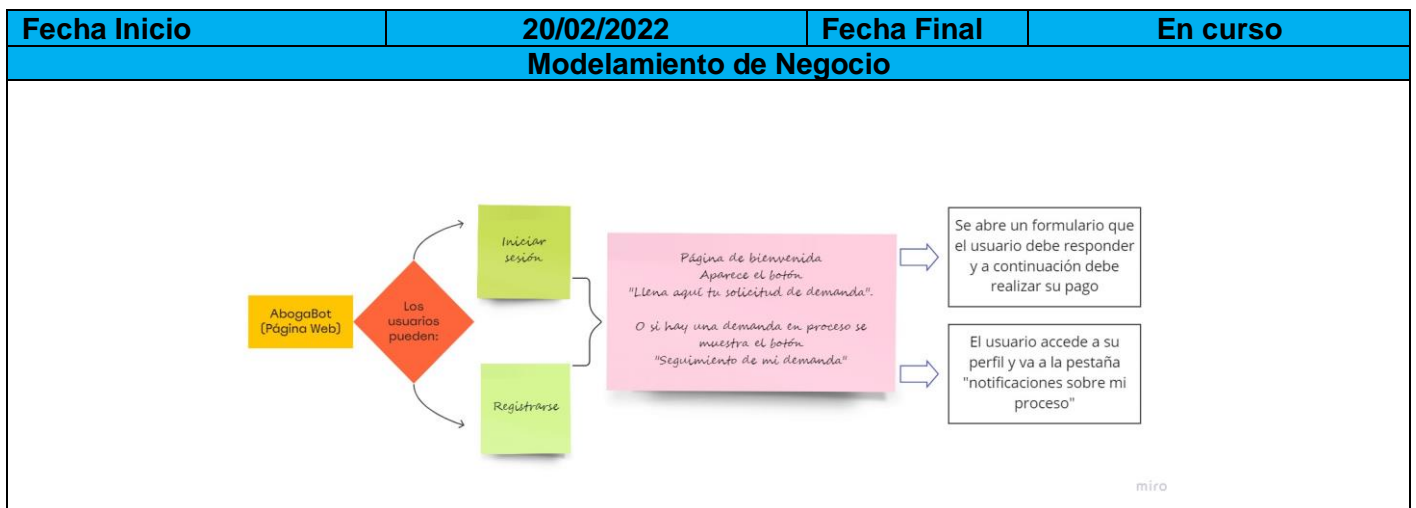 Fecha Inicio 20/02/2022 Fecha Final En curso
Modelamiento de Negocio
AbogaBot
(Página Web)
Los
usuarios
pueden:
Iniciar
sesión
Registrarse
Página de bienvenida
Aparece el botón
"Llena aquí tu solicitud de demanda".
O si hay una demanda en proceso se
muestra el botón
"Seguimiento de mi demanda"
Se abre un formulario que
el usuario debe responder
y a continuación debe
realizar su pago
El usuario accede a su
perfil y va a la pestaña
"notificaciones sobre mi
proceso"
miro